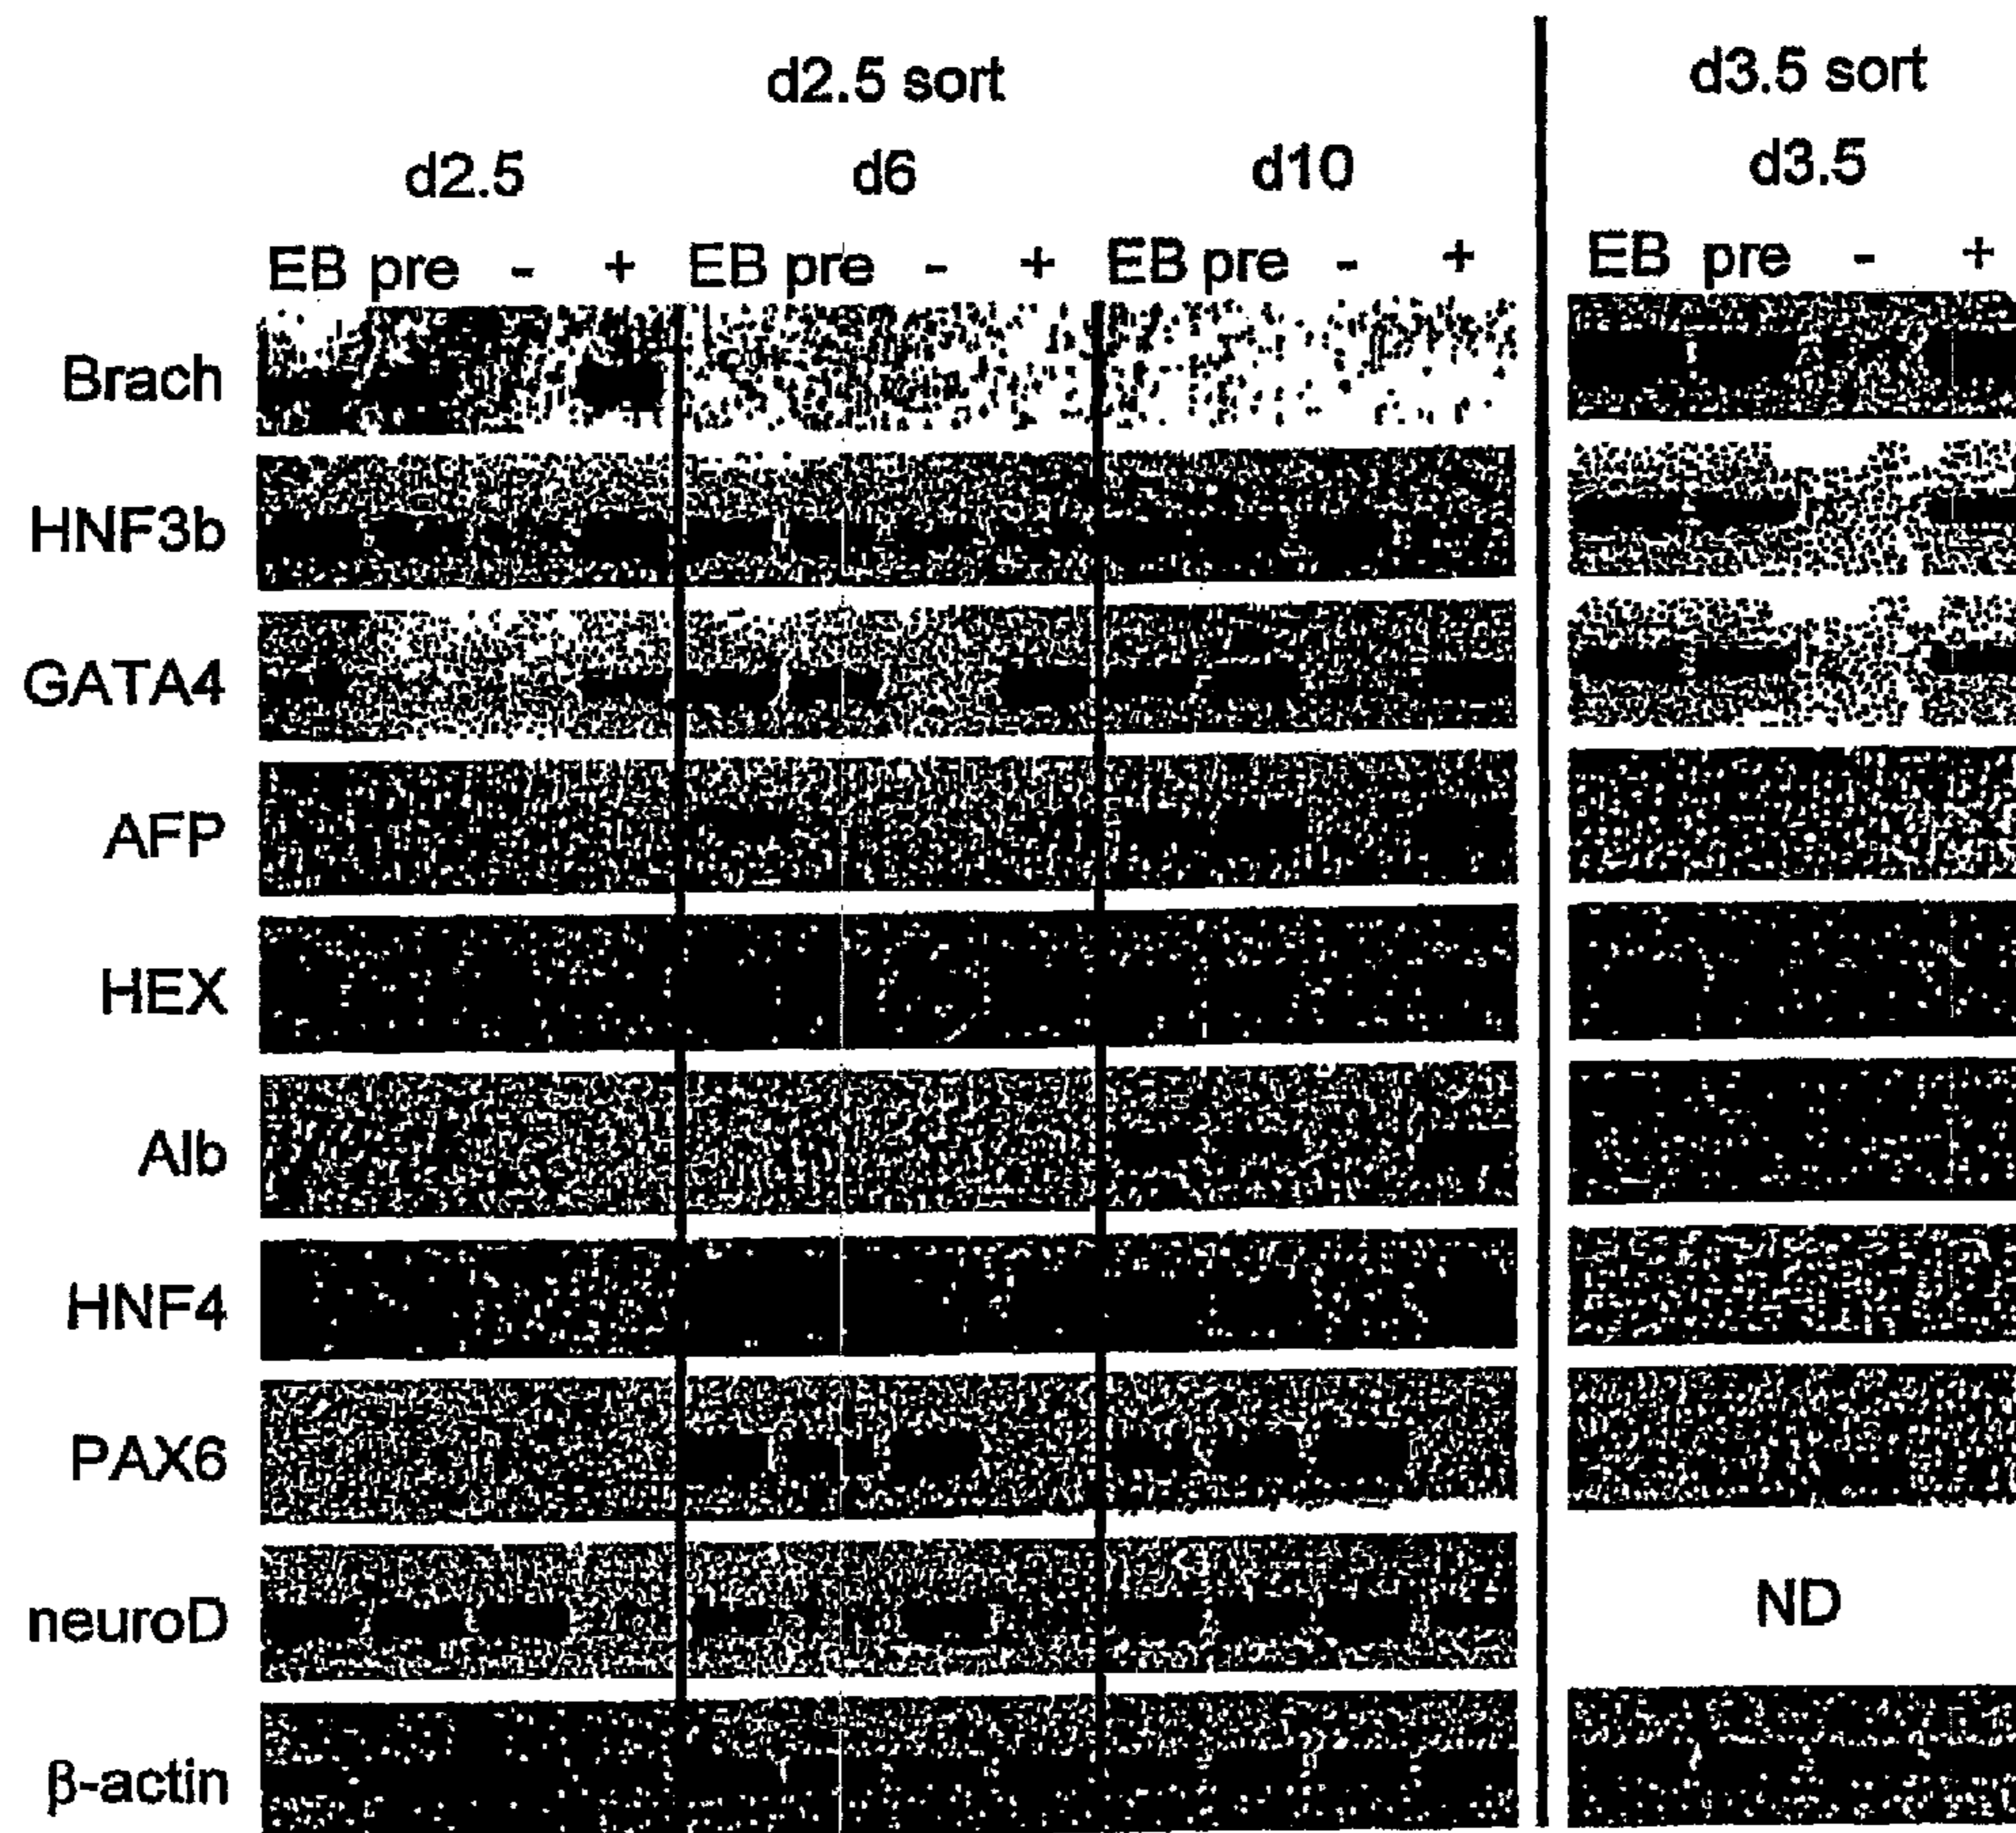 d2.5 sort d3.5 sort
d2.5 d6 d10 d3.5
EB pre - + EB pre - + EB pre - + EB pre - +
Brach
HNF3b
GATA4
AFP
HEX
Alb
HNF4
PAX6
neuroD ND
β-actin